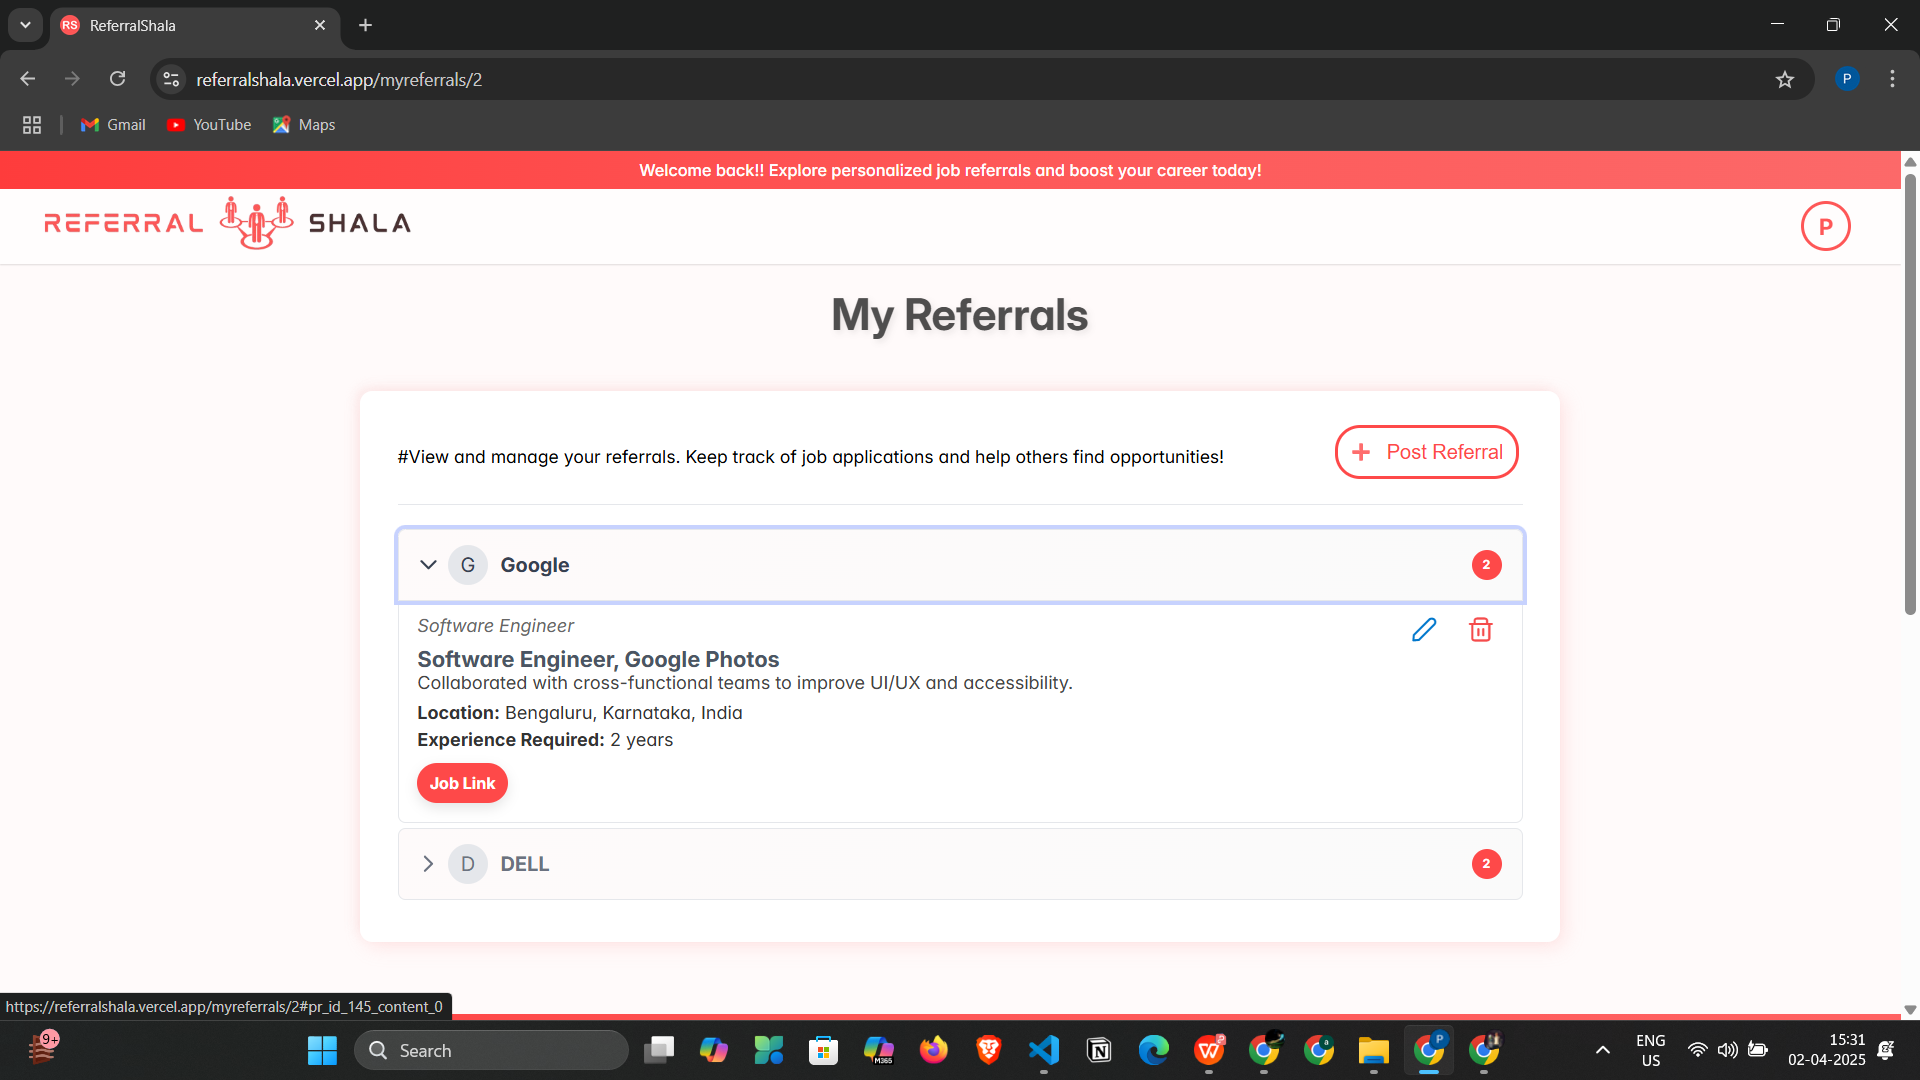 RS ReferralShala
referralshala.vercel.app/myreferrals/2
P
Gmail YouTube Maps
Welcome back!! Explore personalized job referrals and boost your career today!
REFERRAL SHALA
P
My Referrals
#View and manage your referrals. Keep track of job applications and help others find opportunities!
+ Post Referral
G Google 2
Software Engineer
Software Engineer, Google Photos
Collaborated with cross-functional teams to improve UI/UX and accessibility.
Location: Bengaluru, Karnataka, India
Experience Required: 2 years
Job Link
D DELL 2
https://referralshala.vercel.app/myreferrals/2#pr_id_145_content_0
9+
Search
M365
W
P
a
P
ENG
US
15:31
02-04-2025